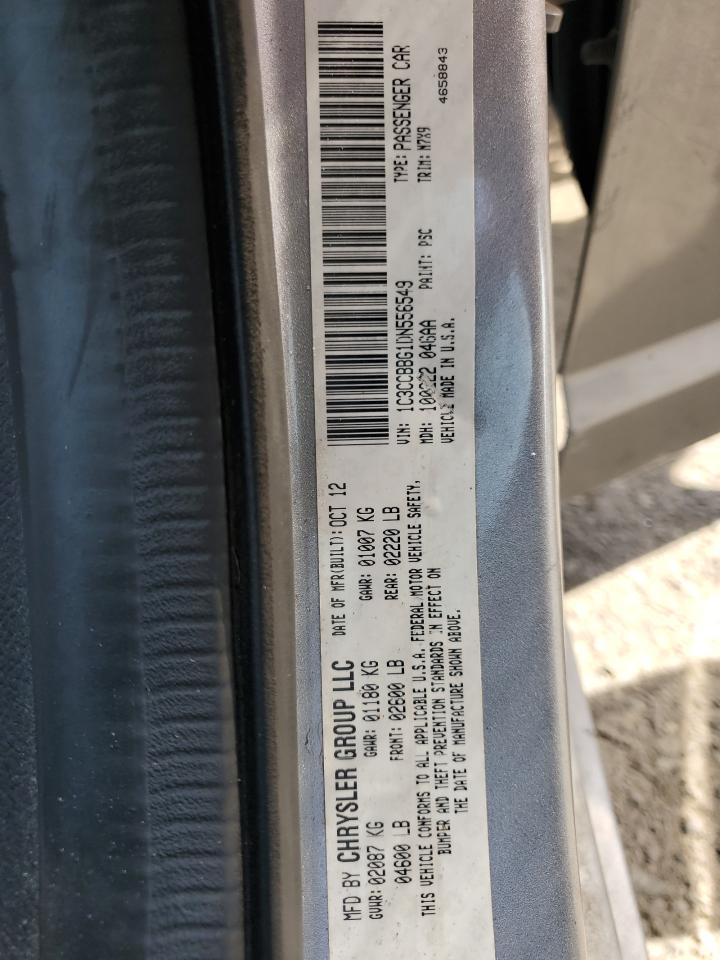 MFD BY CHRYSLER GROUP LLC DATE OF MFR(BUILT): OCT 12
GVWR: 02087 KG GAWR: 01180 KG GAWR: 01007 KG
04600 LB FRONT: 02600 LB REAR: 02220 LB
THIS VEHICLE CONFORMS TO ALL APPLICABLE U.S.A. FEDERAL MOTOR VEHICLE SAFETY,
BUMPER AND THEFT PREVENTION STANDARDS IN EFFECT ON
THE DATE OF MANUFACTURE SHOWN ABOVE.
VIN: 1C3CCBBG1DN556549 TYPE: PASSENGER CAR
MDH: 046AA PAINT: PSC TRIM: M7X9
VEHICLE MADE IN U.S.A.
4658843